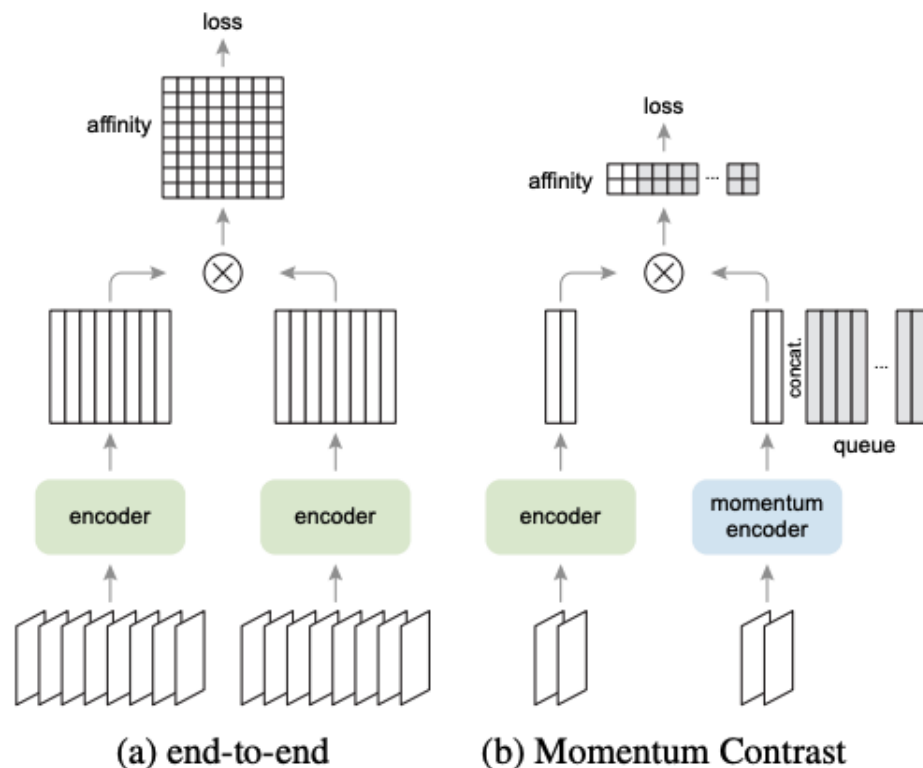 loss
affinity
encoder
encoder
(a) end-to-end
loss
affinity
...
concat.
...
queue
encoder
momentum
encoder
(b) Momentum Contrast